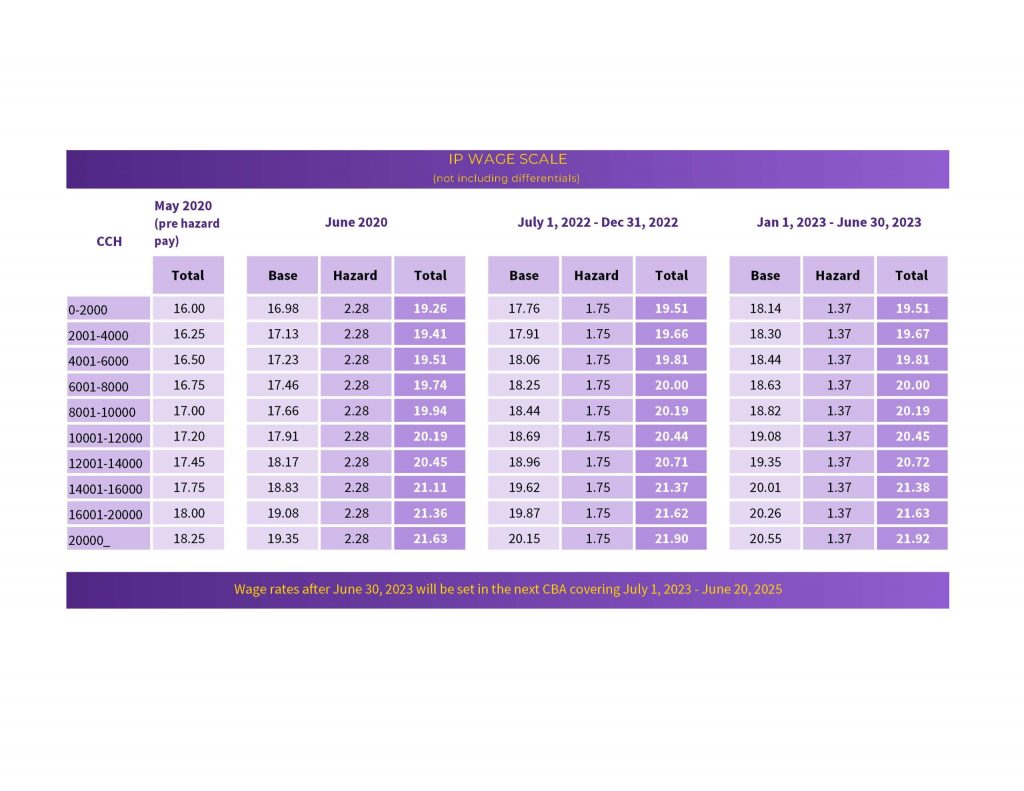 IP WAGE SCALE
(not including differentials)
CCH
May 2020
(pre hazard
pay)
June 2020
July 1, 2022 - Dec 31, 2022
Jan 1, 2023 - June 30, 2023
Total Base Hazard Total Base Hazard Total Base Hazard Total
0-2000 16.00 16.98 2.28 19.26 17.76 1.75 19.51 18.14 1.37 19.51
2001-4000 16.25 17.13 2.28 19.41 17.91 1.75 19.66 18.30 1.37 19.67
4001-6000 16.50 17.23 2.28 19.51 18.06 1.75 19.81 18.44 1.37 19.81
6001-8000 16.75 17.46 2.28 19.74 18.25 1.75 20.00 18.63 1.37 20.00
8001-10000 17.00 17.66 2.28 19.94 18.44 1.75 20.19 18.82 1.37 20.19
10001-12000 17.20 17.91 2.28 20.19 18.69 1.75 20.44 19.08 1.37 20.45
12001-14000 17.45 18.17 2.28 20.45 18.96 1.75 20.71 19.35 1.37 20.72
14001-16000 17.75 18.83 2.28 21.11 19.62 1.75 21.37 20.01 1.37 21.38
16001-20000 18.00 19.08 2.28 21.36 19.87 1.75 21.62 20.26 1.37 21.63
20000_ 18.25 19.35 2.28 21.63 20.15 1.75 21.90 20.55 1.37 21.92
Wage rates after June 30, 2023 will be set in the next CBA covering July 1, 2023 - June 20, 2025